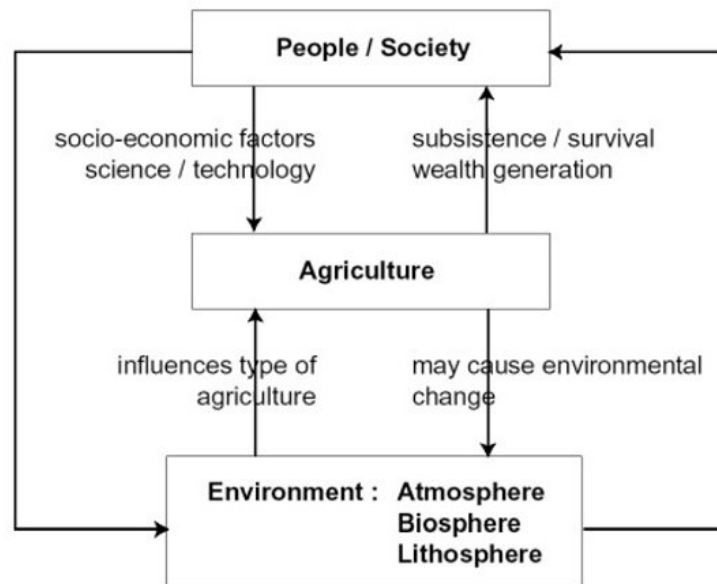 People / Society
socio-economic factors
science / technology
subsistence / survival
wealth generation
Agriculture
influences type of
agriculture
may cause environmental
change
Environment : Atmosphere
Biosphere
Lithosphere